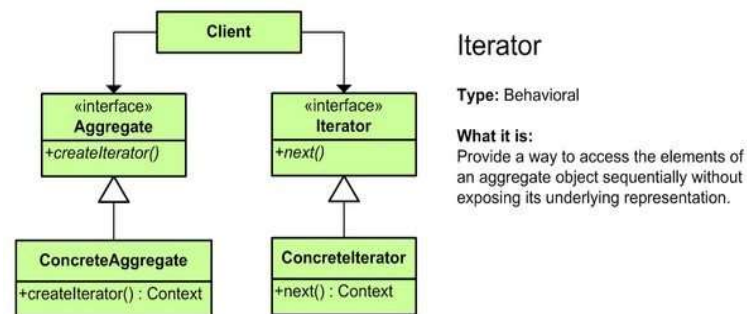 Client
«interface»
Aggregate
+createIterator()
«interface»
Iterator
+next()
ConcreteAggregate
+createIterator() : Context
ConcreteIterator
+next() : Context
Iterator
Type: Behavioral
What it is:
Provide a way to access the elements of
an aggregate object sequentially without
exposing its underlying representation.